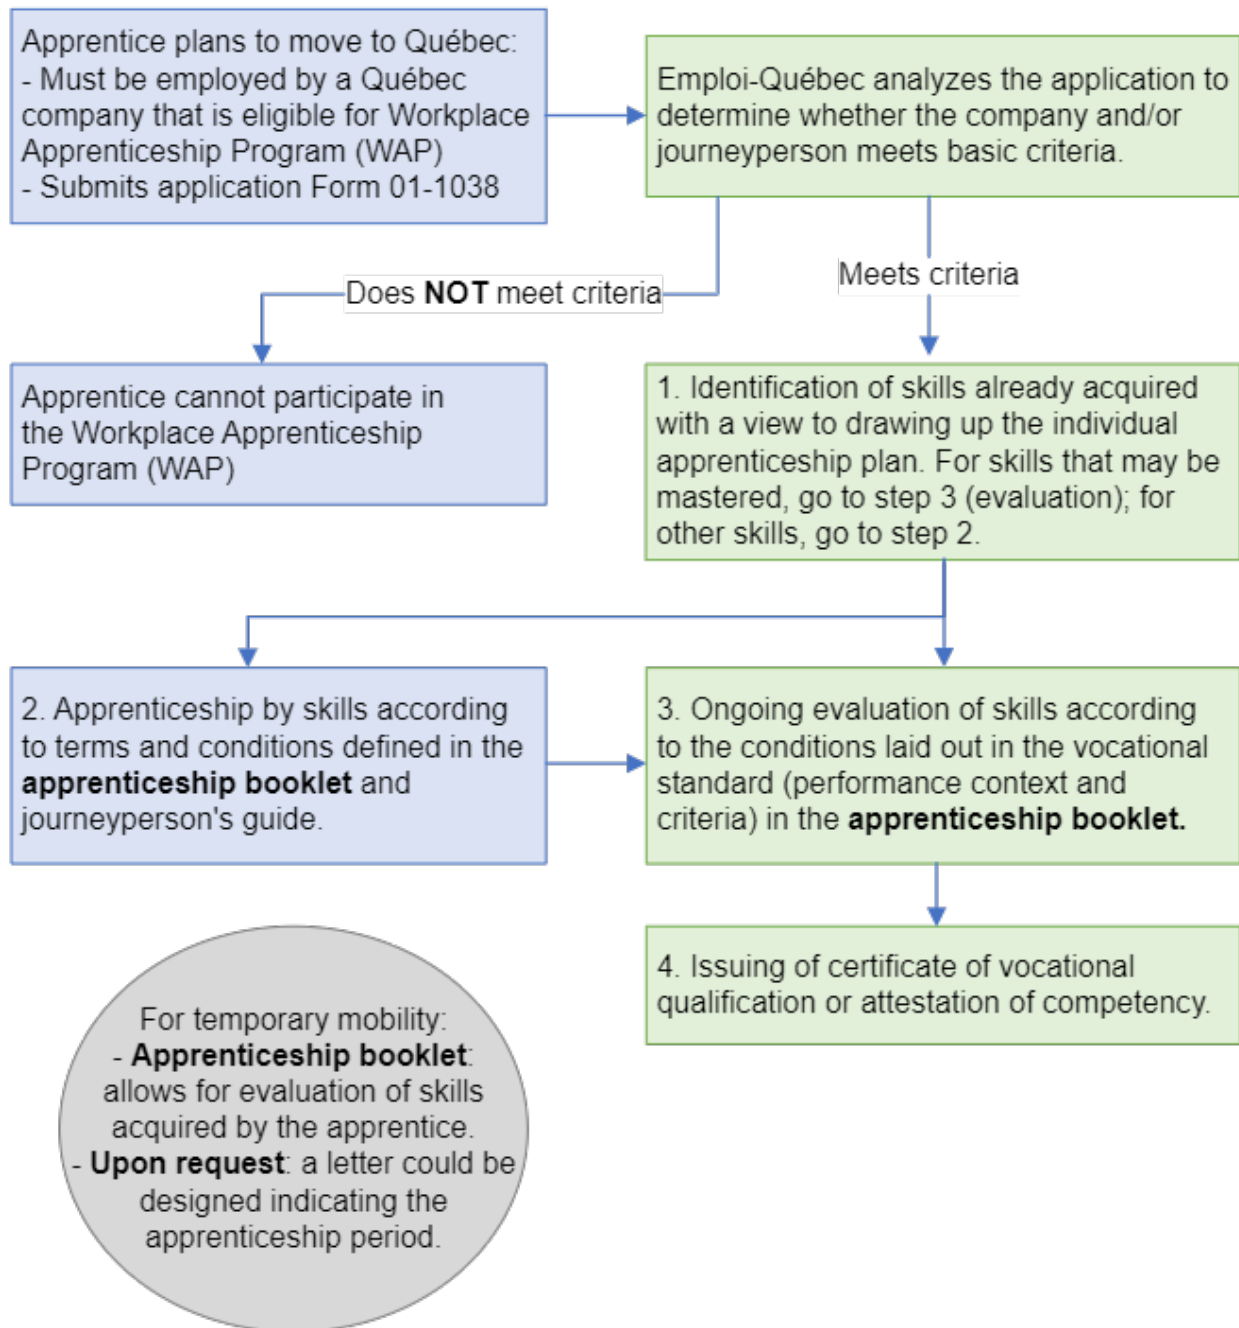 Apprentice plans to move to Québec:
- Must be employed by a Québec
company that is eligible for Workplace
Apprenticeship Program (WAP)
- Submits application Form 01-1038
Emploi-Québec analyzes the application to
determine whether the company and/or
journeyperson meets basic criteria.
Does NOT meet criteria
Meets criteria
Apprentice cannot participate in
the Workplace Apprenticeship
Program (WAP)
1. Identification of skills already acquired
with a view to drawing up the individual
apprenticeship plan. For skills that may be
mastered, go to step 3 (evaluation); for
other skills, go to step 2.
2. Apprenticeship by skills according
to terms and conditions defined in the
apprenticeship booklet and
journeyperson's guide.
3. Ongoing evaluation of skills according
to the conditions laid out in the vocational
standard (performance context and
criteria) in the apprenticeship booklet.
4. Issuing of certificate of vocational
qualification or attestation of competency.
For temporary mobility:
- Apprenticeship booklet:
allows for evaluation of skills
acquired by the apprentice.
- Upon request: a letter could be
designed indicating the
apprenticeship period.